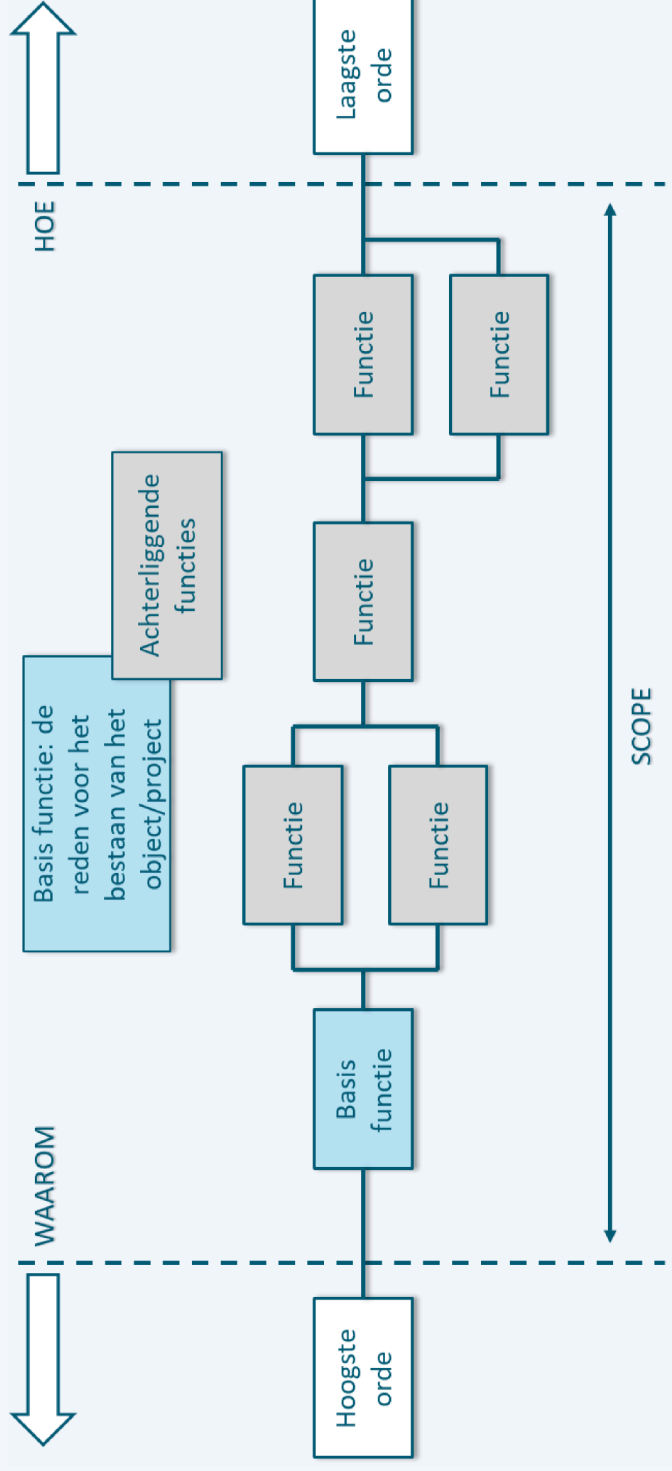 WAAROM
HOE
Basis functie: de
reden voor het
bestaan van het
object/project
Achterliggende
functies
Hoogste
orde
Basis
functie
Functie
Functie
Functie
Functie
Functie
Laagste
orde
SCOPE